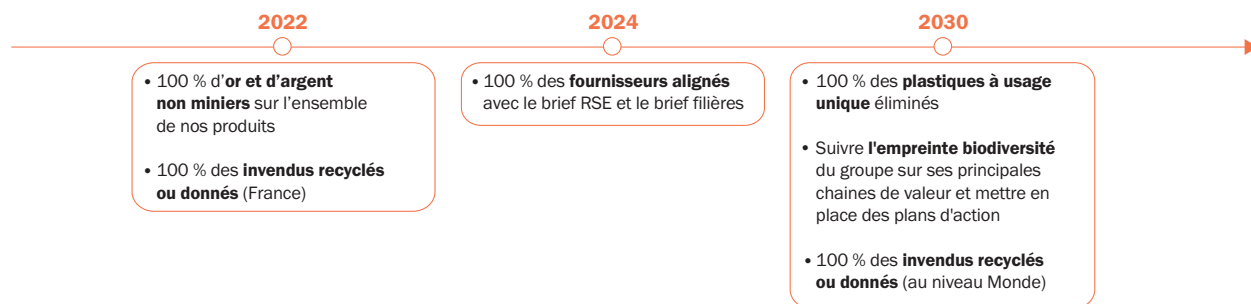 2022
2024
2030
• 100 % d'or et d'argent
non miniers sur l'ensemble
de nos produits
• 100 % des invendus recyclés
ou donnés (France)
• 100 % des fournisseurs alignés
avec le brief RSE et le brief filières
• 100 % des plastiques à usage
unique éliminés
• Suivre l'empreinte biodiversité
du groupe sur ses principales
chaines de valeur et mettre en
place des plans d'action
• 100 % des invendus recyclés
ou donnés (au niveau Monde)